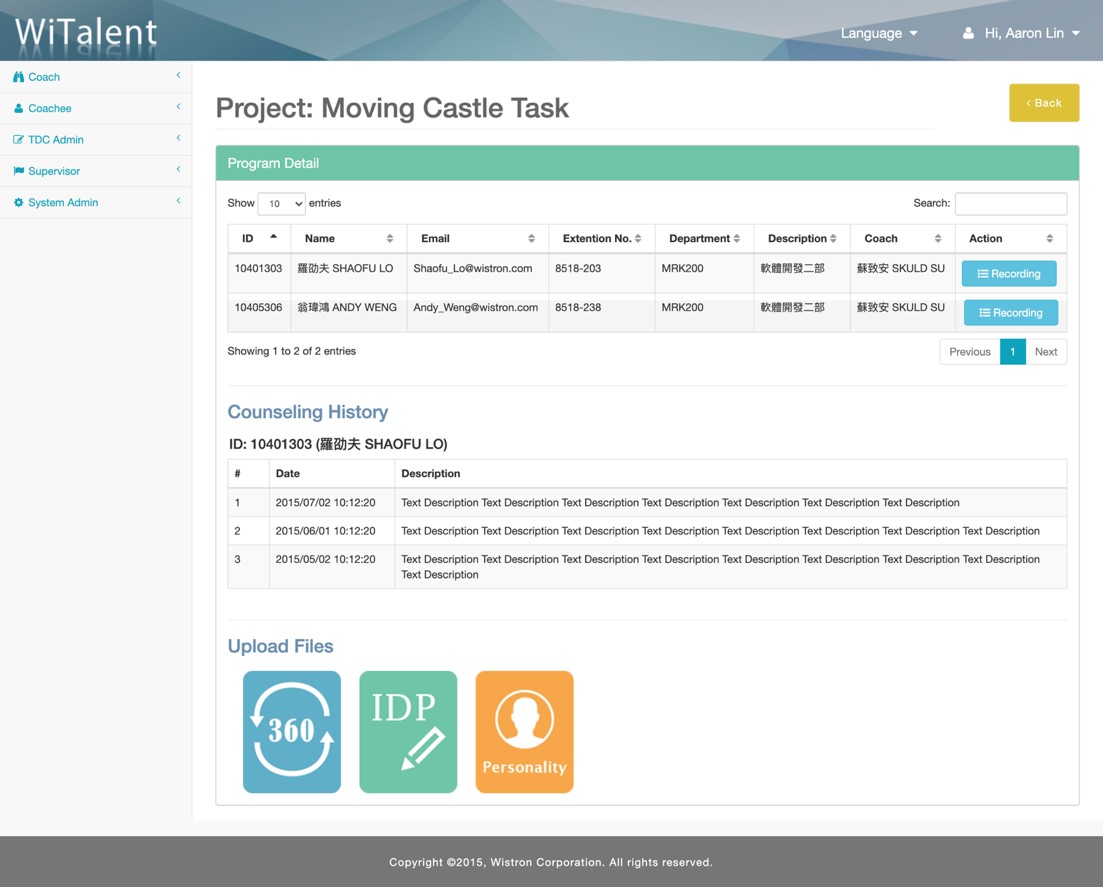 WiTalent
Language
Hi, Aaron Lin
Coach
Coachee
TDC Admin
Supervisor
System Admin
Project: Moving Castle Task
Back
Program Detail
Show 10 entries
Search:
ID Name Email Extention No. Department Description Coach Action
10401303 羅劭夫 SHAOFU LO Shaofu_Lo@wistron.com 8518-203 MRK200 軟體開發二部 蘇致安 SKULD SU Recording
10405306 翁瑋鴻 ANDY WENG Andy_Weng@wistron.com 8518-238 MRK200 軟體開發二部 蘇致安 SKULD SU Recording
Showing 1 to 2 of 2 entries
Previous 1 Next
Counseling History
ID: 10401303 (羅劭夫 SHAOFU LO)
# Date Description
1 2015/07/02 10:12:20 Text Description Text Description Text Description Text Description Text Description Text Description Text Description
2 2015/06/01 10:12:20 Text Description Text Description Text Description Text Description Text Description Text Description Text Description Text Description
3 2015/05/02 10:12:20 Text Description Text Description Text Description Text Description Text Description Text Description Text Description Text Description
Text Description
Upload Files
360
IDP
Personality
Copyright ©2015, Wistron Corporation. All rights reserved.